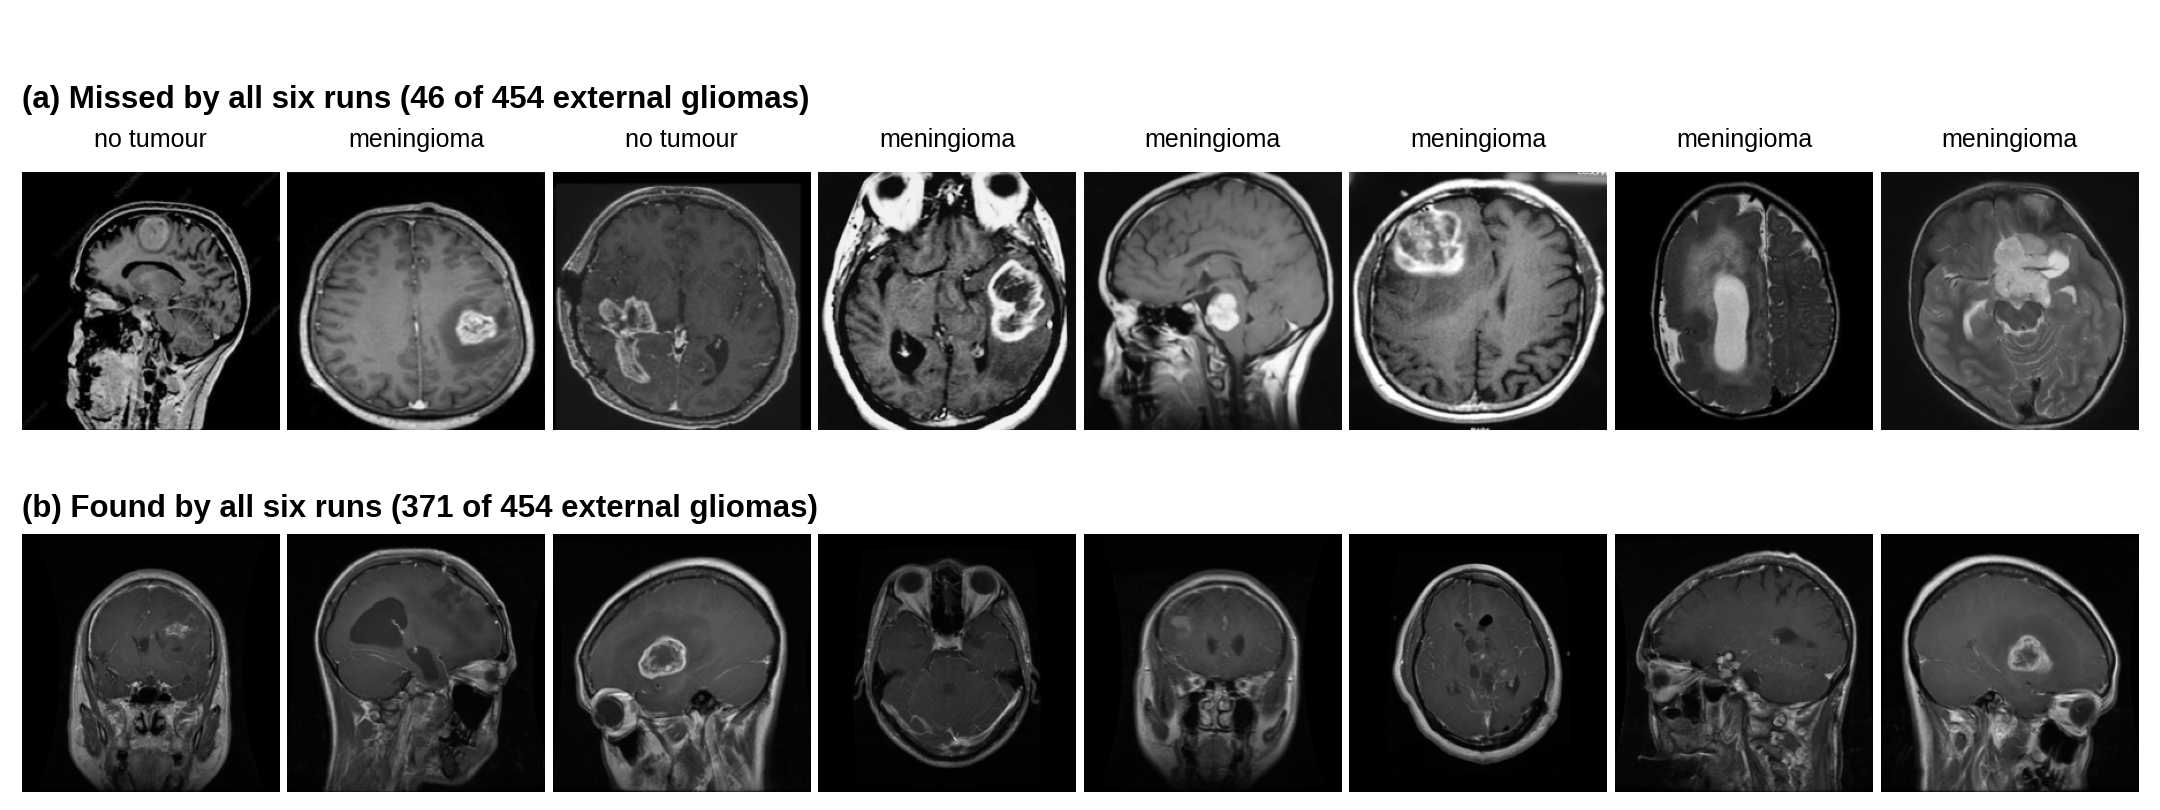 (a) Missed by all six runs (46 of 454 external gliomas)
no tumour meningioma no tumour meningioma meningioma meningioma meningioma meningioma
(b) Found by all six runs (371 of 454 external gliomas)